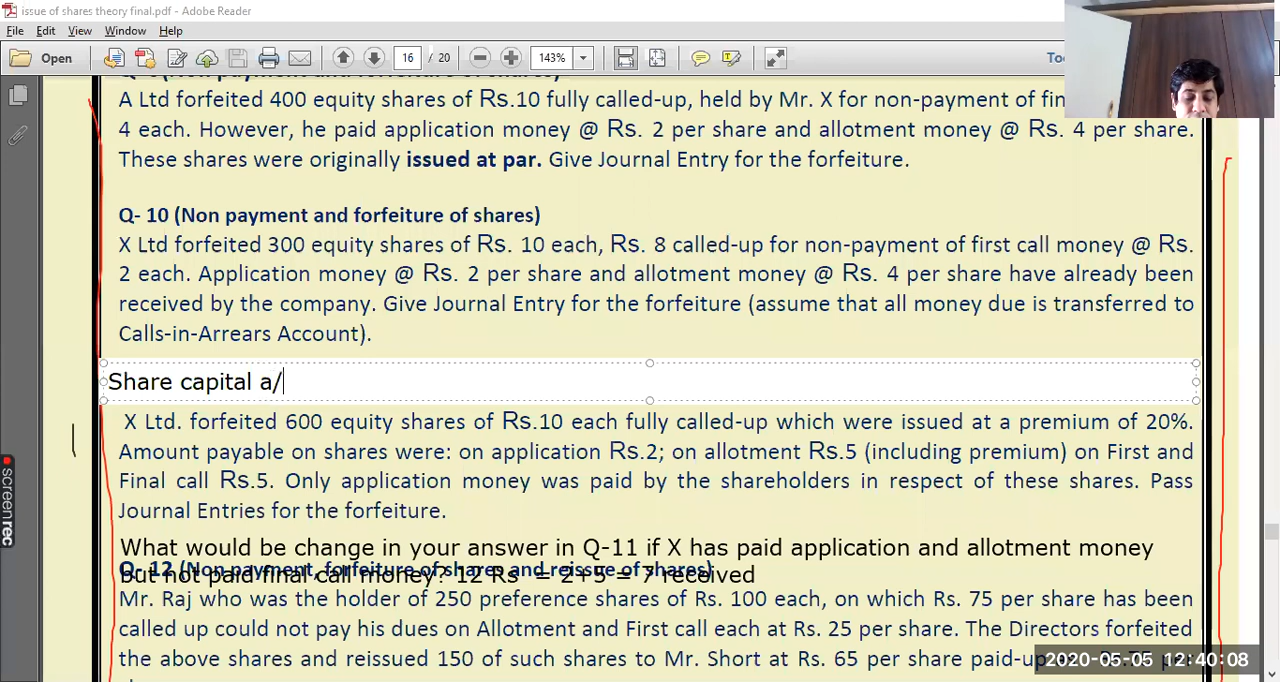 issue of shares theory final.pdf - Adobe Reader
File Edit View Window Help
Open 16 / 20 143%
A Ltd forfeited 400 equity shares of Rs.10 fully called-up, held by Mr. X for non-payment of
4 each. However, he paid application money @ Rs. 2 per share and allotment money @ Rs. 4 per share.
These shares were originally issued at par. Give Journal Entry for the forfeiture.
Q- 10 (Non payment and forfeiture of shares)
X Ltd forfeited 300 equity shares of Rs. 10 each, Rs. 8 called-up for non-payment of first call money @ Rs.
2 each. Application money @ Rs. 2 per share and allotment money @ Rs. 4 per share have already been
received by the company. Give Journal Entry for the forfeiture (assume that all money due is transferred to
Calls-in-Arrears Account).
Share capital a/
X Ltd. forfeited 600 equity shares of Rs.10 each fully called-up which were issued at a premium of 20%.
Amount payable on shares were: on application Rs.2; on allotment Rs.5 (including premium) on First and
Final call Rs.5. Only application money was paid by the shareholders in respect of these shares. Pass
Journal Entries for the forfeiture.
What would be change in your answer in Q-11 if X has paid application and allotment money
but not paid final call money? 12 Rs = 2+5 = 7 received
Q- 12 (Non payment, forfeiture of shares and reissue of shares)
Mr. Raj who was the holder of 250 preference shares of Rs. 100 each, on which Rs. 75 per share has been
called up could not pay his dues on Allotment and First call each at Rs. 25 per share. The Directors forfeited
the above shares and reissued 150 of such shares to Mr. Short at Rs. 65 per share paid-up
screenrec
2020-05-05 12:40:08